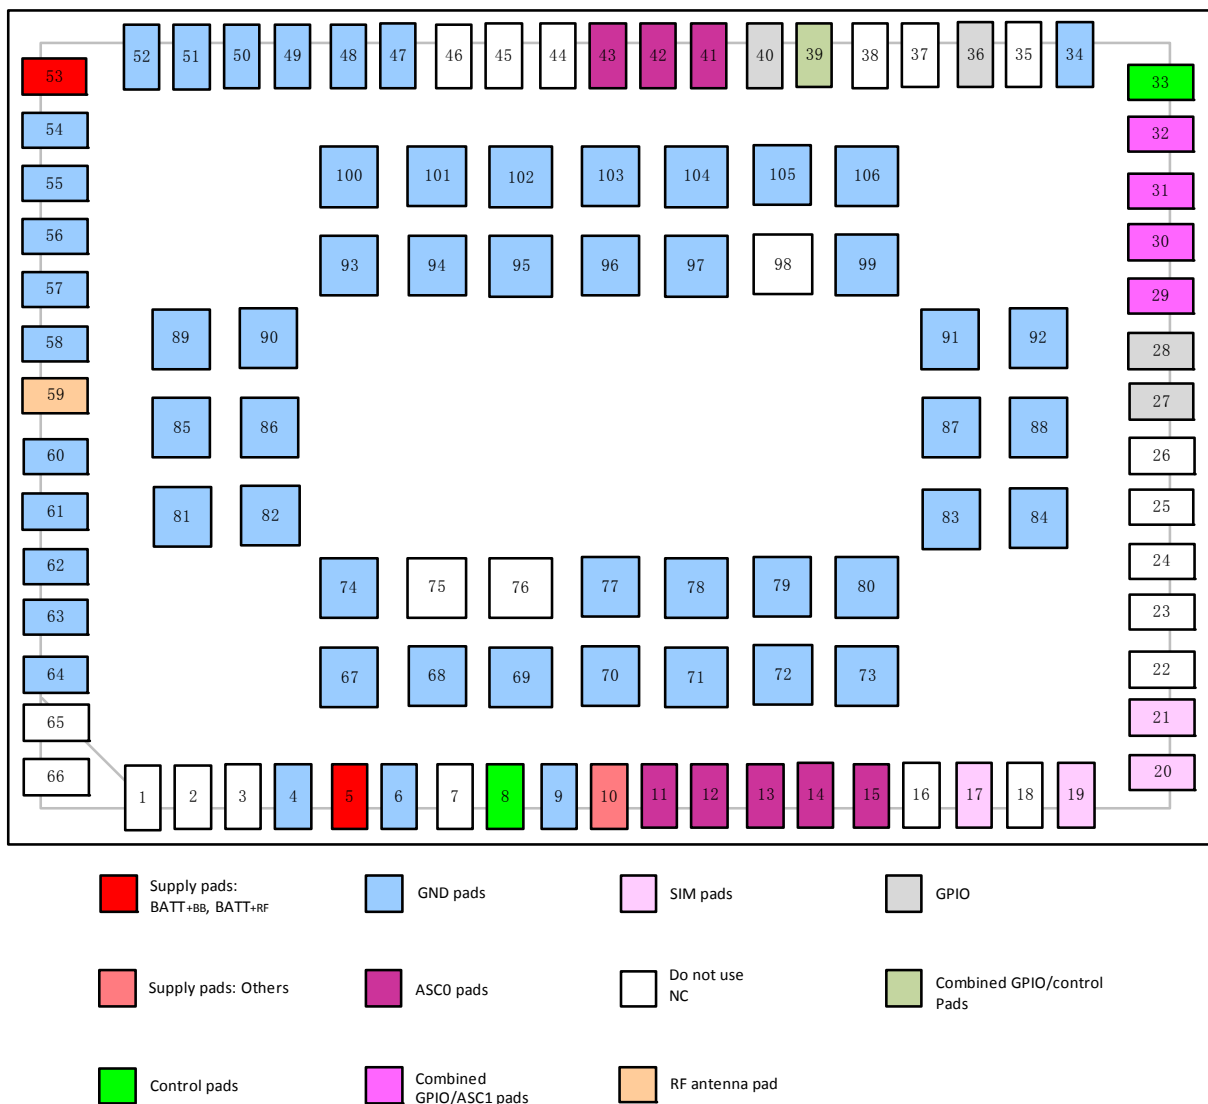 52 51 50 49 48 47 46 45 44 43 42 41 40 39 38 37 36 35 34
53 33
54 32
55 31
56 30
57 29
58 28
59 27
60 26
61 25
62 24
63 23
64 22
65 21
66 20
100 101 102 103 104 105 106
93 94 95 96 97 98 99
89 90 91 92
85 86 87 88
81 82 83 84
74 75 76 77 78 79 80
67 68 69 70 71 72 73
1 2 3 4 5 6 7 8 9 10 11 12 13 14 15 16 17 18 19
Supply pads:
BATT+BB, BATT+RF
GND pads
SIM pads
GPIO
Supply pads: Others
ASC0 pads
Do not use
NC
Combined GPIO/control
Pads
Control pads
Combined
GPIO/ASC1 pads
RF antenna pad